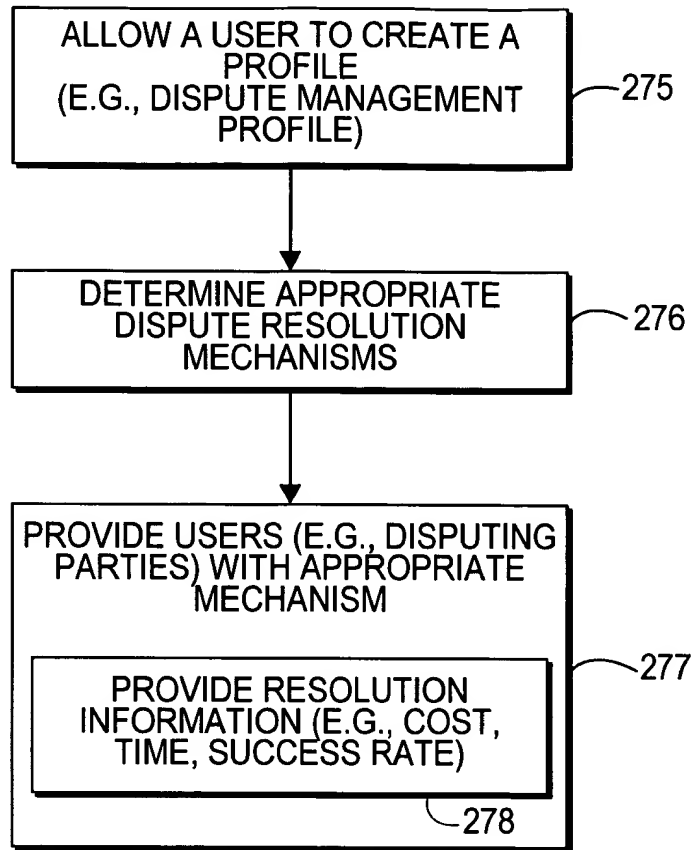 ALLOW A USER TO CREATE A
PROFILE
(E.G., DISPUTE MANAGEMENT
PROFILE)
275
DETERMINE APPROPRIATE
DISPUTE RESOLUTION
MECHANISMS
276
PROVIDE USERS (E.G., DISPUTING
PARTIES) WITH APPROPRIATE
MECHANISM
277
PROVIDE RESOLUTION
INFORMATION (E.G., COST,
TIME, SUCCESS RATE)
278